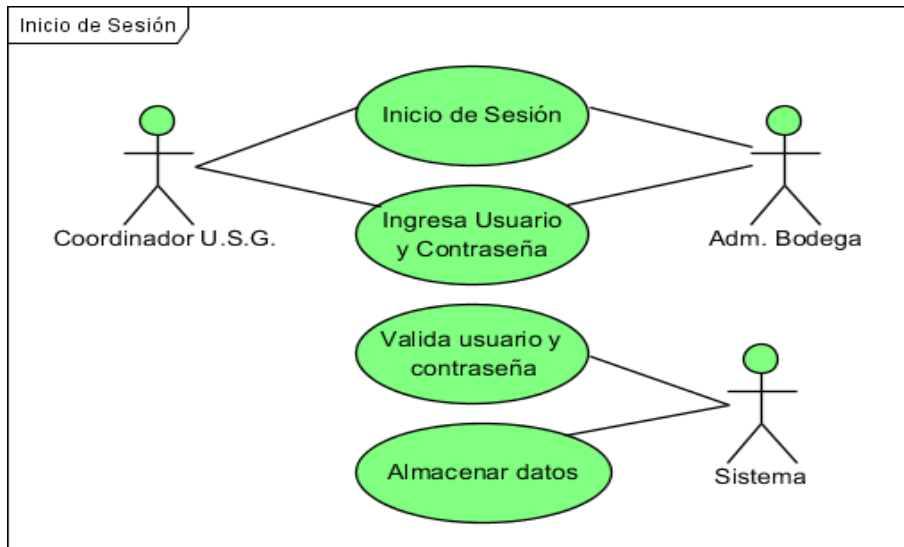 Inicio de Sesión
Inicio de Sesión
Coordinador U.S.G.
Ingresa Usuario
y Contraseña
Adm. Bodega
Valida usuario y
contraseña
Almacenar datos
Sistema